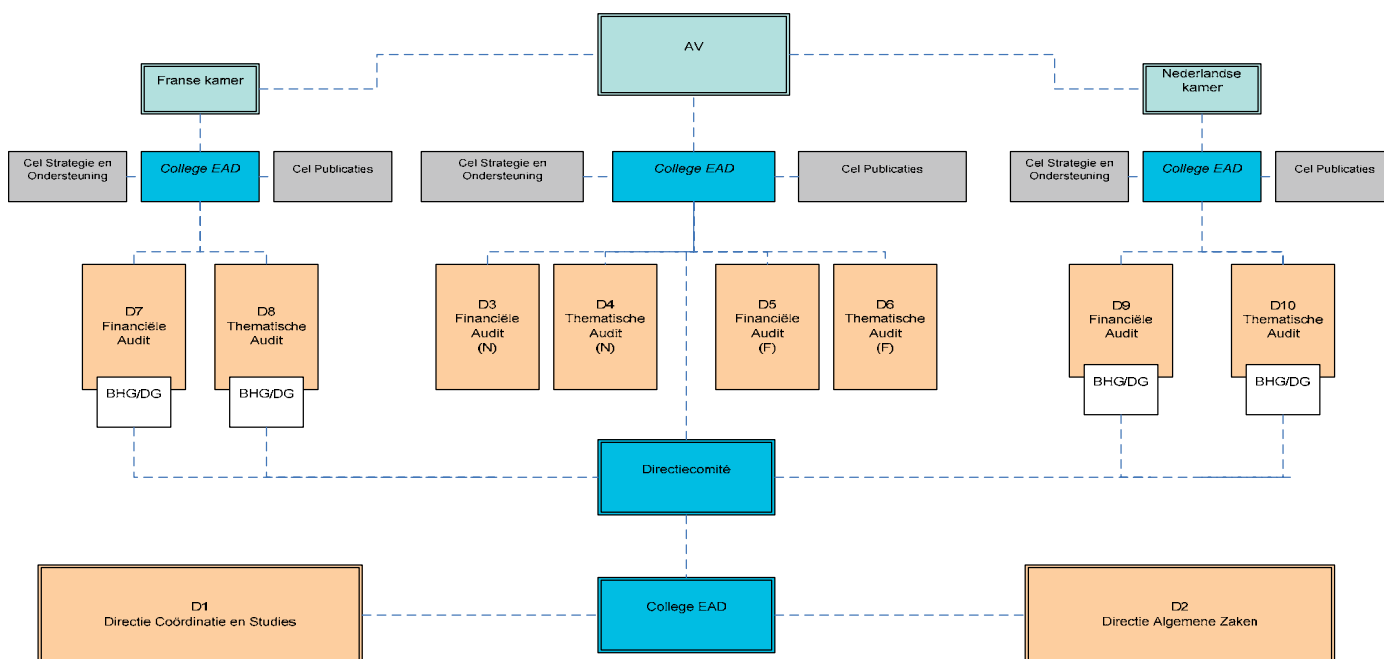 AV
Franse kamer
Nederlandse
kamer
Cel Strategie en
Ondersteuning
College EAD
Cel Publicaties
Cel Strategie en
Ondersteuning
College EAD
Cel Publicaties
Cel Strategie en
Ondersteuning
College EAD
Cel Publicaties
D7
Financiële
Audit
BHG/DG
D8
Thematische
Audit
BHG/DG
D3
Financiële
Audit
(N)
D4
Thematische
Audit
(N)
D5
Financiële
Audit
(F)
D6
Thematische
Audit
(F)
D9
Financiële
Audit
BHG/DG
D10
Thematische
Audit
BHG/DG
Directiecomité
D1
Directie Coördinatie en Studies
College EAD
D2
Directie Algemene Zaken